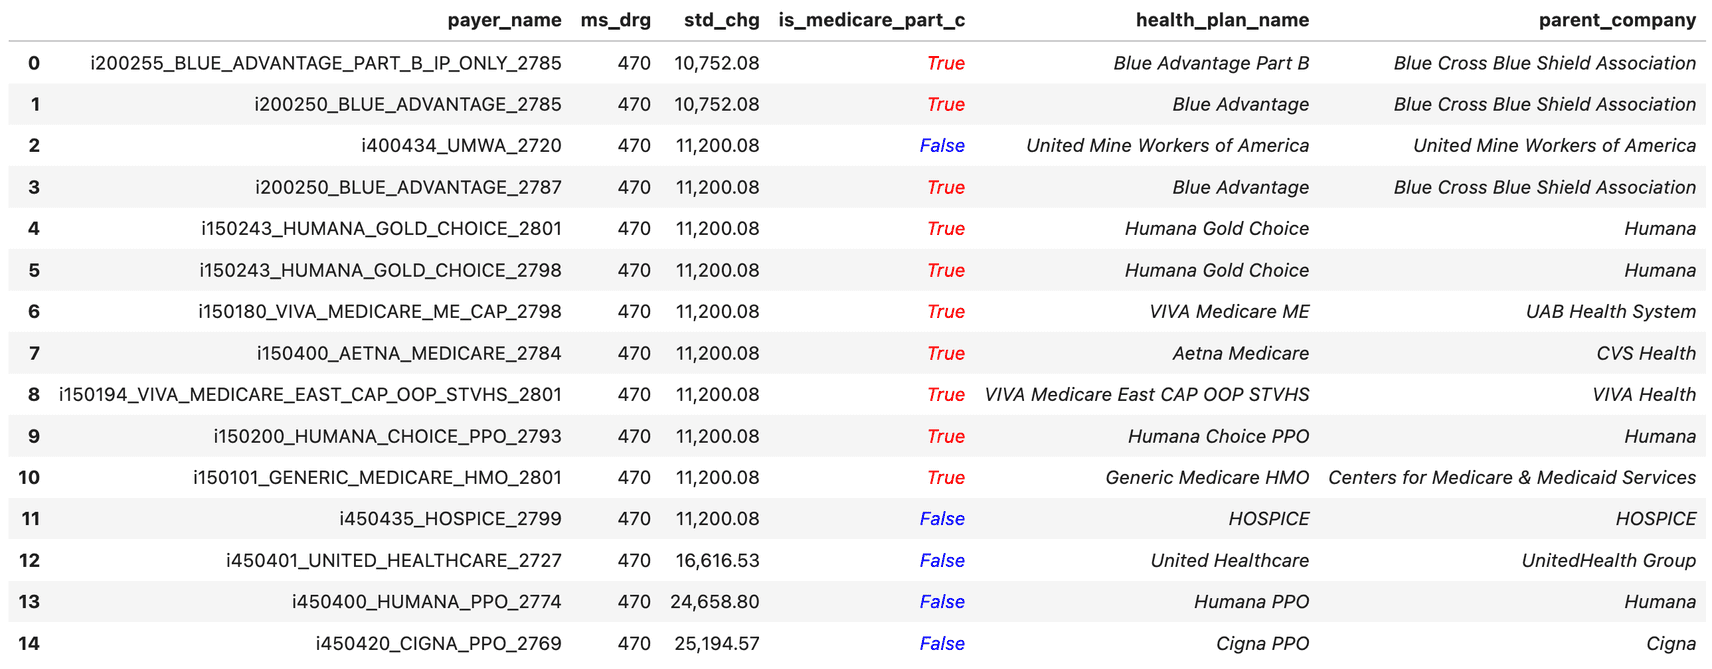 payer_name ms_drg std_chg is_medicare_part_c health_plan_name parent_company
0 i200255_BLUE_ADVANTAGE_PART_B_IP_ONLY_2785 470 10,752.08 True Blue Advantage Part B Blue Cross Blue Shield Association
1 i200250_BLUE_ADVANTAGE_2785 470 10,752.08 True Blue Advantage Blue Cross Blue Shield Association
2 i400434_UMWA_2720 470 11,200.08 False United Mine Workers of America United Mine Workers of America
3 i200250_BLUE_ADVANTAGE_2787 470 11,200.08 True Blue Advantage Blue Cross Blue Shield Association
4 i150243_HUMANA_GOLD_CHOICE_2801 470 11,200.08 True Humana Gold Choice Humana
5 i150243_HUMANA_GOLD_CHOICE_2798 470 11,200.08 True Humana Gold Choice Humana
6 i150180_VIVA_MEDICARE_ME_CAP_2798 470 11,200.08 True VIVA Medicare ME UAB Health System
7 i150400_AETNA_MEDICARE_2784 470 11,200.08 True Aetna Medicare CVS Health
8 i150194_VIVA_MEDICARE_EAST_CAP_OOP_STVHS_2801 470 11,200.08 True VIVA Medicare East CAP OOP STVHS VIVA Health
9 i150200_HUMANA_CHOICE_PPO_2793 470 11,200.08 True Humana Choice PPO Humana
10 i150101_GENERIC_MEDICARE_HMO_2801 470 11,200.08 True Generic Medicare HMO Centers for Medicare & Medicaid Services
11 i450435_HOSPICE_2799 470 11,200.08 False HOSPICE HOSPICE
12 i450401_UNITED_HEALTHCARE_2727 470 16,616.53 False United Healthcare UnitedHealth Group
13 i450400_HUMANA_PPO_2774 470 24,658.80 False Humana PPO Humana
14 i450420_CIGNA_PPO_2769 470 25,194.57 False Cigna PPO Cigna